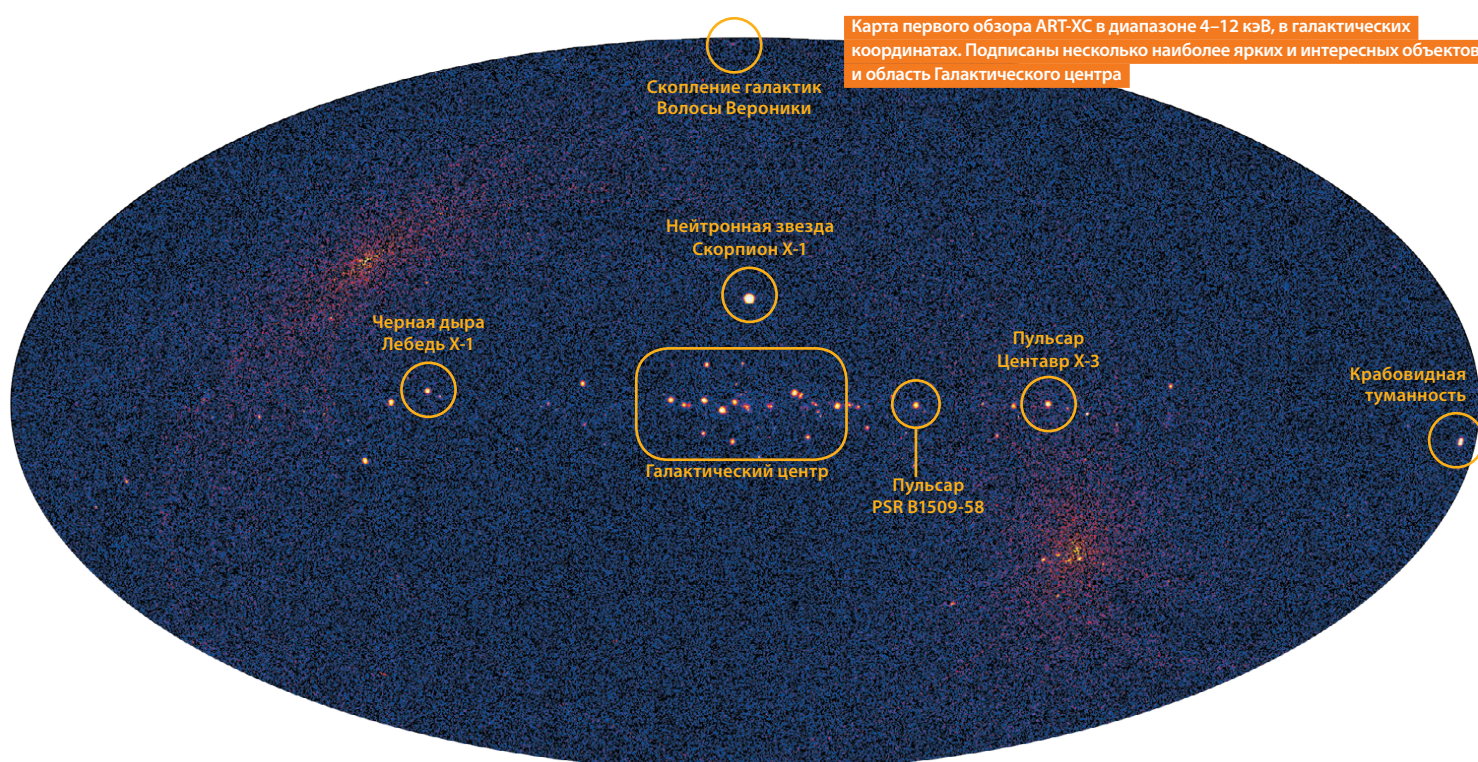 Карта первого обзора ART-XC в диапазоне 4–12 кэВ, в галактических
координатах. Подписаны несколько наиболее ярких и интересных объектов
и область Галактического центра
Скопление галактик
Волосы Вероники
Нейтронная звезда
Скорпион X-1
Черная дыра
Лебедь X-1
Пульсар
Центавр X-3
Крабовидная
туманность
Галактический центр
Пульсар
PSR B1509-58